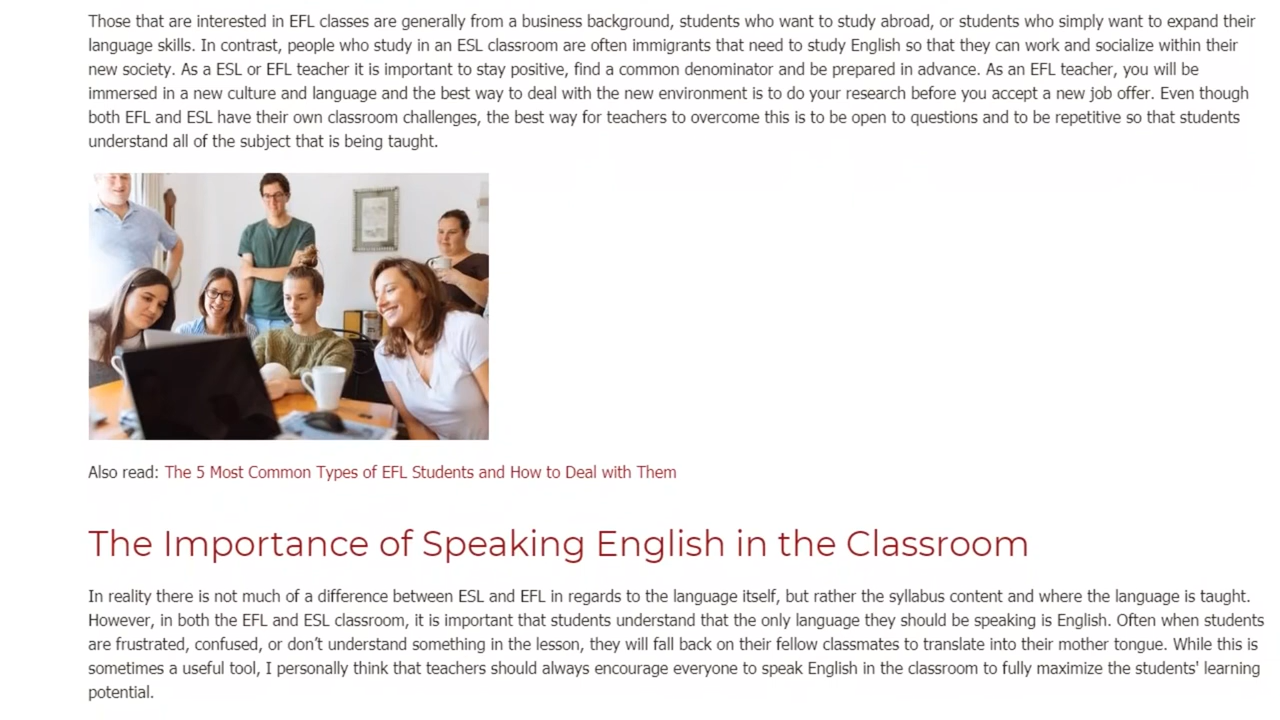 Those that are interested in EFL classes are generally from a business background, students who want to study abroad, or students who simply want to expand their
language skills. In contrast, people who study in an ESL classroom are often immigrants that need to study English so that they can work and socialize within their
new society. As a ESL or EFL teacher it is important to stay positive, find a common denominator and be prepared in advance. As an EFL teacher, you will be
immersed in a new culture and language and the best way to deal with the new environment is to do your research before you accept a new job offer. Even though
both EFL and ESL have their own classroom challenges, the best way for teachers to overcome this is to be open to questions and to be repetitive so that students
understand all of the subject that is being taught.
Also read: The 5 Most Common Types of EFL Students and How to Deal with Them
The Importance of Speaking English in the Classroom
In reality there is not much of a difference between ESL and EFL in regards to the language itself, but rather the syllabus content and where the language is taught.
However, in both the EFL and ESL classroom, it is important that students understand that the only language they should be speaking is English. Often when students
are frustrated, confused, or don’t understand something in the lesson, they will fall back on their fellow classmates to translate into their mother tongue. While this is
sometimes a useful tool, I personally think that teachers should always encourage everyone to speak English in the classroom to fully maximize the students' learning
potential.